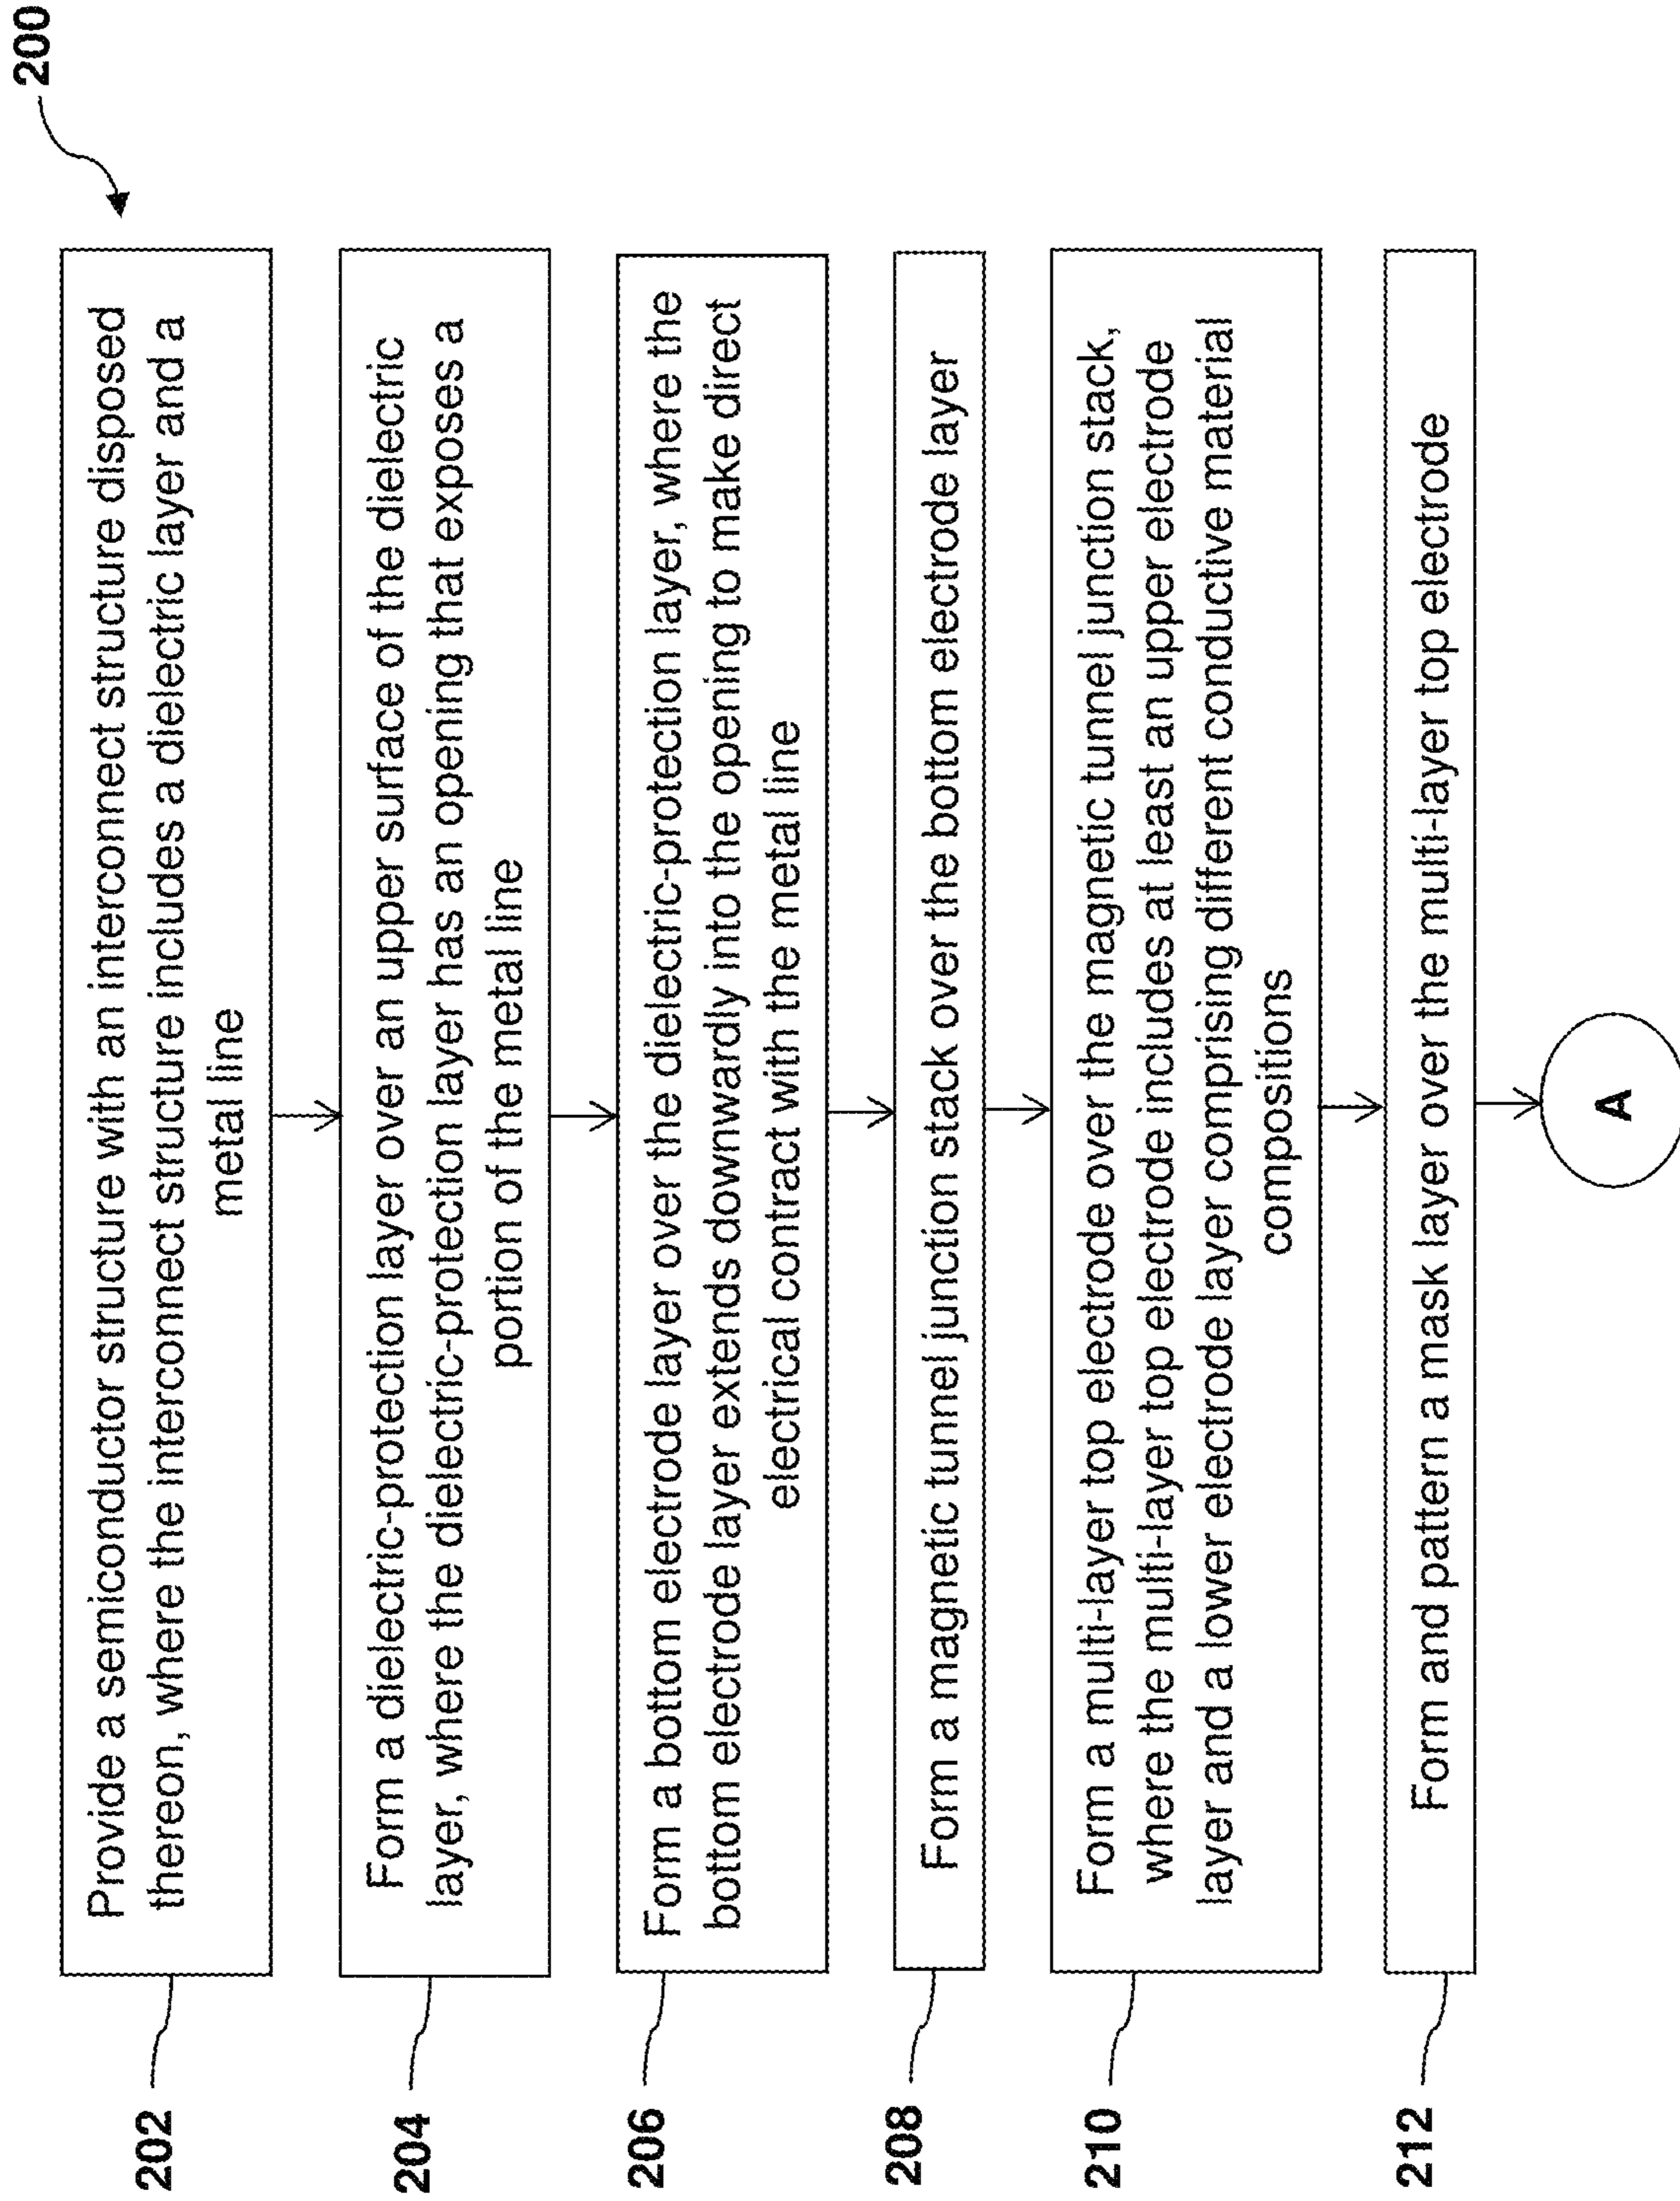 200
202
Provide a semiconductor structure with an interconnect structure disposed
thereon, where the interconnect structure includes a dielectric layer and a
metal line
204
Form a dielectric-protection layer over an upper surface of the dielectric
layer, where the dielectric-protection layer has an opening that exposes a
portion of the metal line
206
Form a bottom electrode layer over the dielectric-protection layer, where the
bottom electrode layer extends downwardly into the opening to make direct
electrical contract with the metal line
208
Form a magnetic tunnel junction stack over the bottom electrode layer
210
Form a multi-layer top electrode over the magnetic tunnel junction stack,
where the multi-layer top electrode includes at least an upper electrode
layer and a lower electrode layer comprising different conductive material
compositions
212
Form and pattern a mask layer over the multi-layer top electrode
A